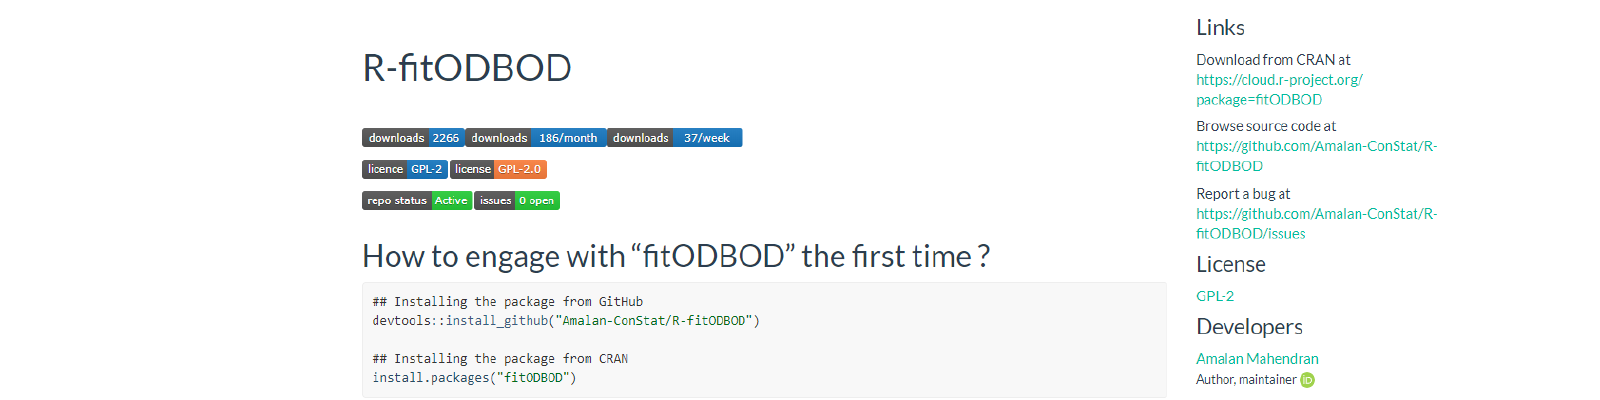 R-fitODBOD
downloads 2266 downloads 186/month downloads 37/week
licence GPL-2 license GPL-2.0
repo status Active issues 0 open
How to engage with “fitODBOD” the first time ?
## Installing the package from GitHub
devtools::install_github("Amalan-ConStat/R-fitODBOD")
## Installing the package from CRAN
install.packages("fitODBOD")
Links
Download from CRAN at
https://cloud.r-project.org/
package=fitODBOD
Browse source code at
https://github.com/Amalan-ConStat/R-
fitODBOD
Report a bug at
https://github.com/Amalan-ConStat/R-
fitODBOD/issues
License
GPL-2
Developers
Amalan Mahendran
Author, maintainer iD